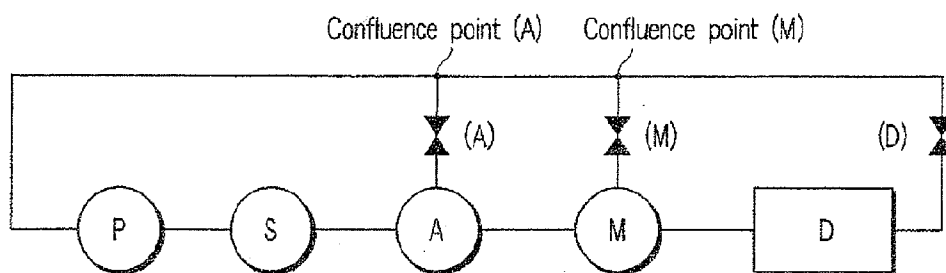 Confluence point (A) Confluence point (M)
(A) (M) (D)
P S A M D